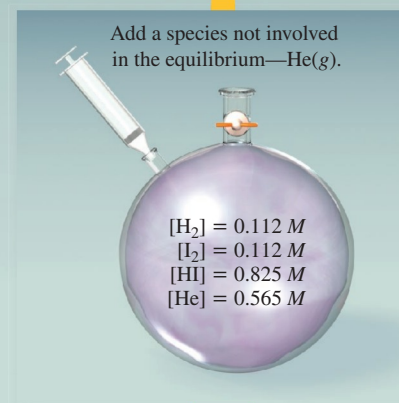 Add a species not involved
in the equilibrium—He(g).
[H₂] = 0.112 M
[I₂] = 0.112 M
[HI] = 0.825 M
[He] = 0.565 M